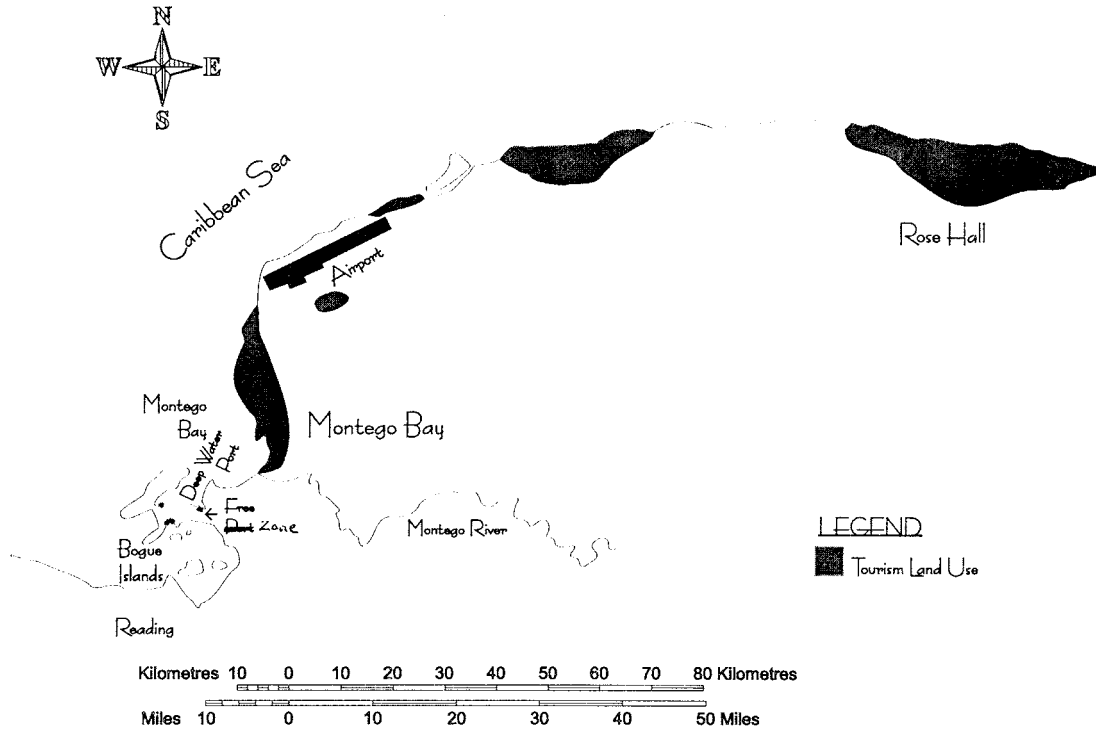 N
W E
S
Caribbean Sea
Airport
Rose Hall
Montego
Bay
Montego Bay
Deep Water
Port
Free
Port Zone
Montego River
Bogue
Islands
Reading
LEGEND
Tourism Land Use
Kilometres 10 0 10 20 30 40 50 60 70 80 Kilometres
Miles 10 0 10 20 30 40 50 Miles